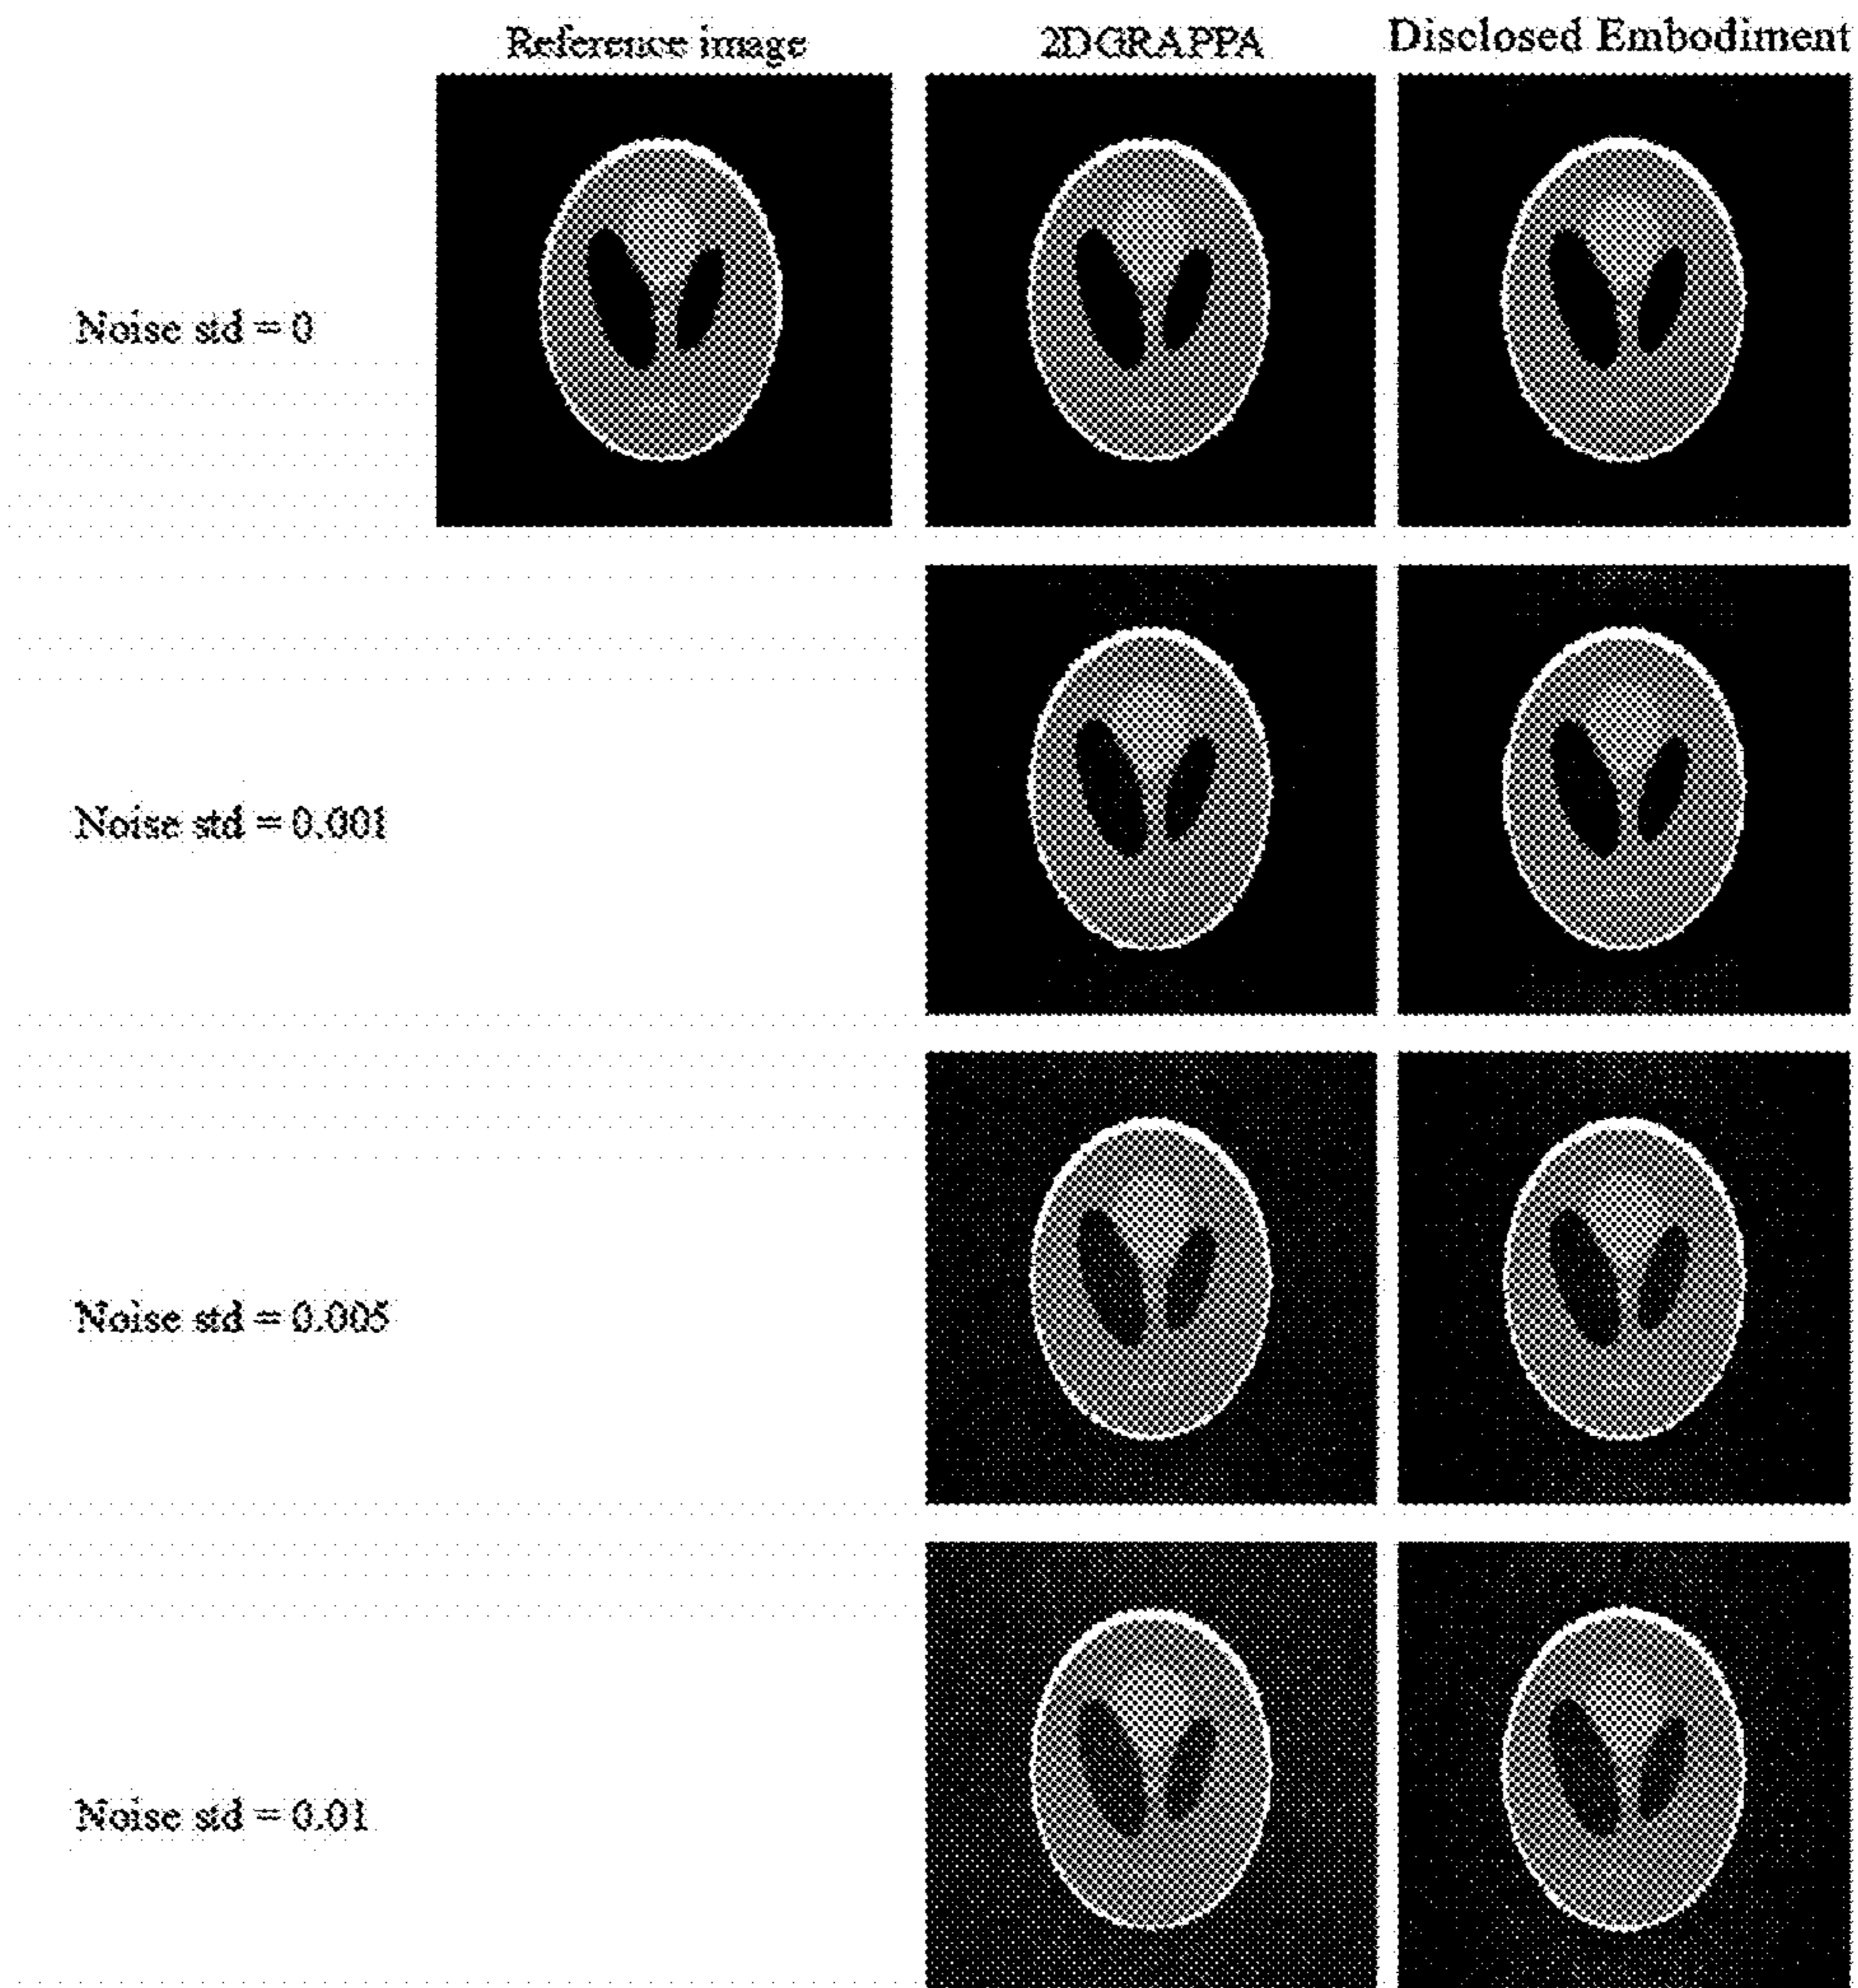 Reference image
2DGRAPPA
Disclosed Embodiment
Noise std = 0
Noise std = 0.001
Noise std = 0.005
Noise std = 0.01